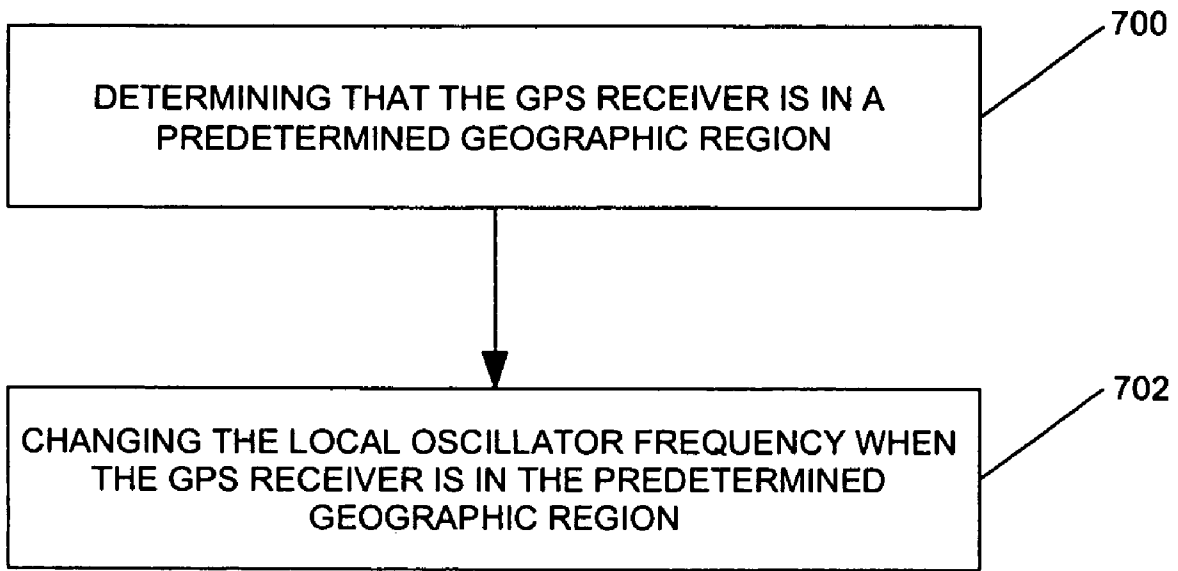 700
DETERMINING THAT THE GPS RECEIVER IS IN A
PREDETERMINED GEOGRAPHIC REGION
702
CHANGING THE LOCAL OSCILLATOR FREQUENCY WHEN
THE GPS RECEIVER IS IN THE PREDETERMINED
GEOGRAPHIC REGION